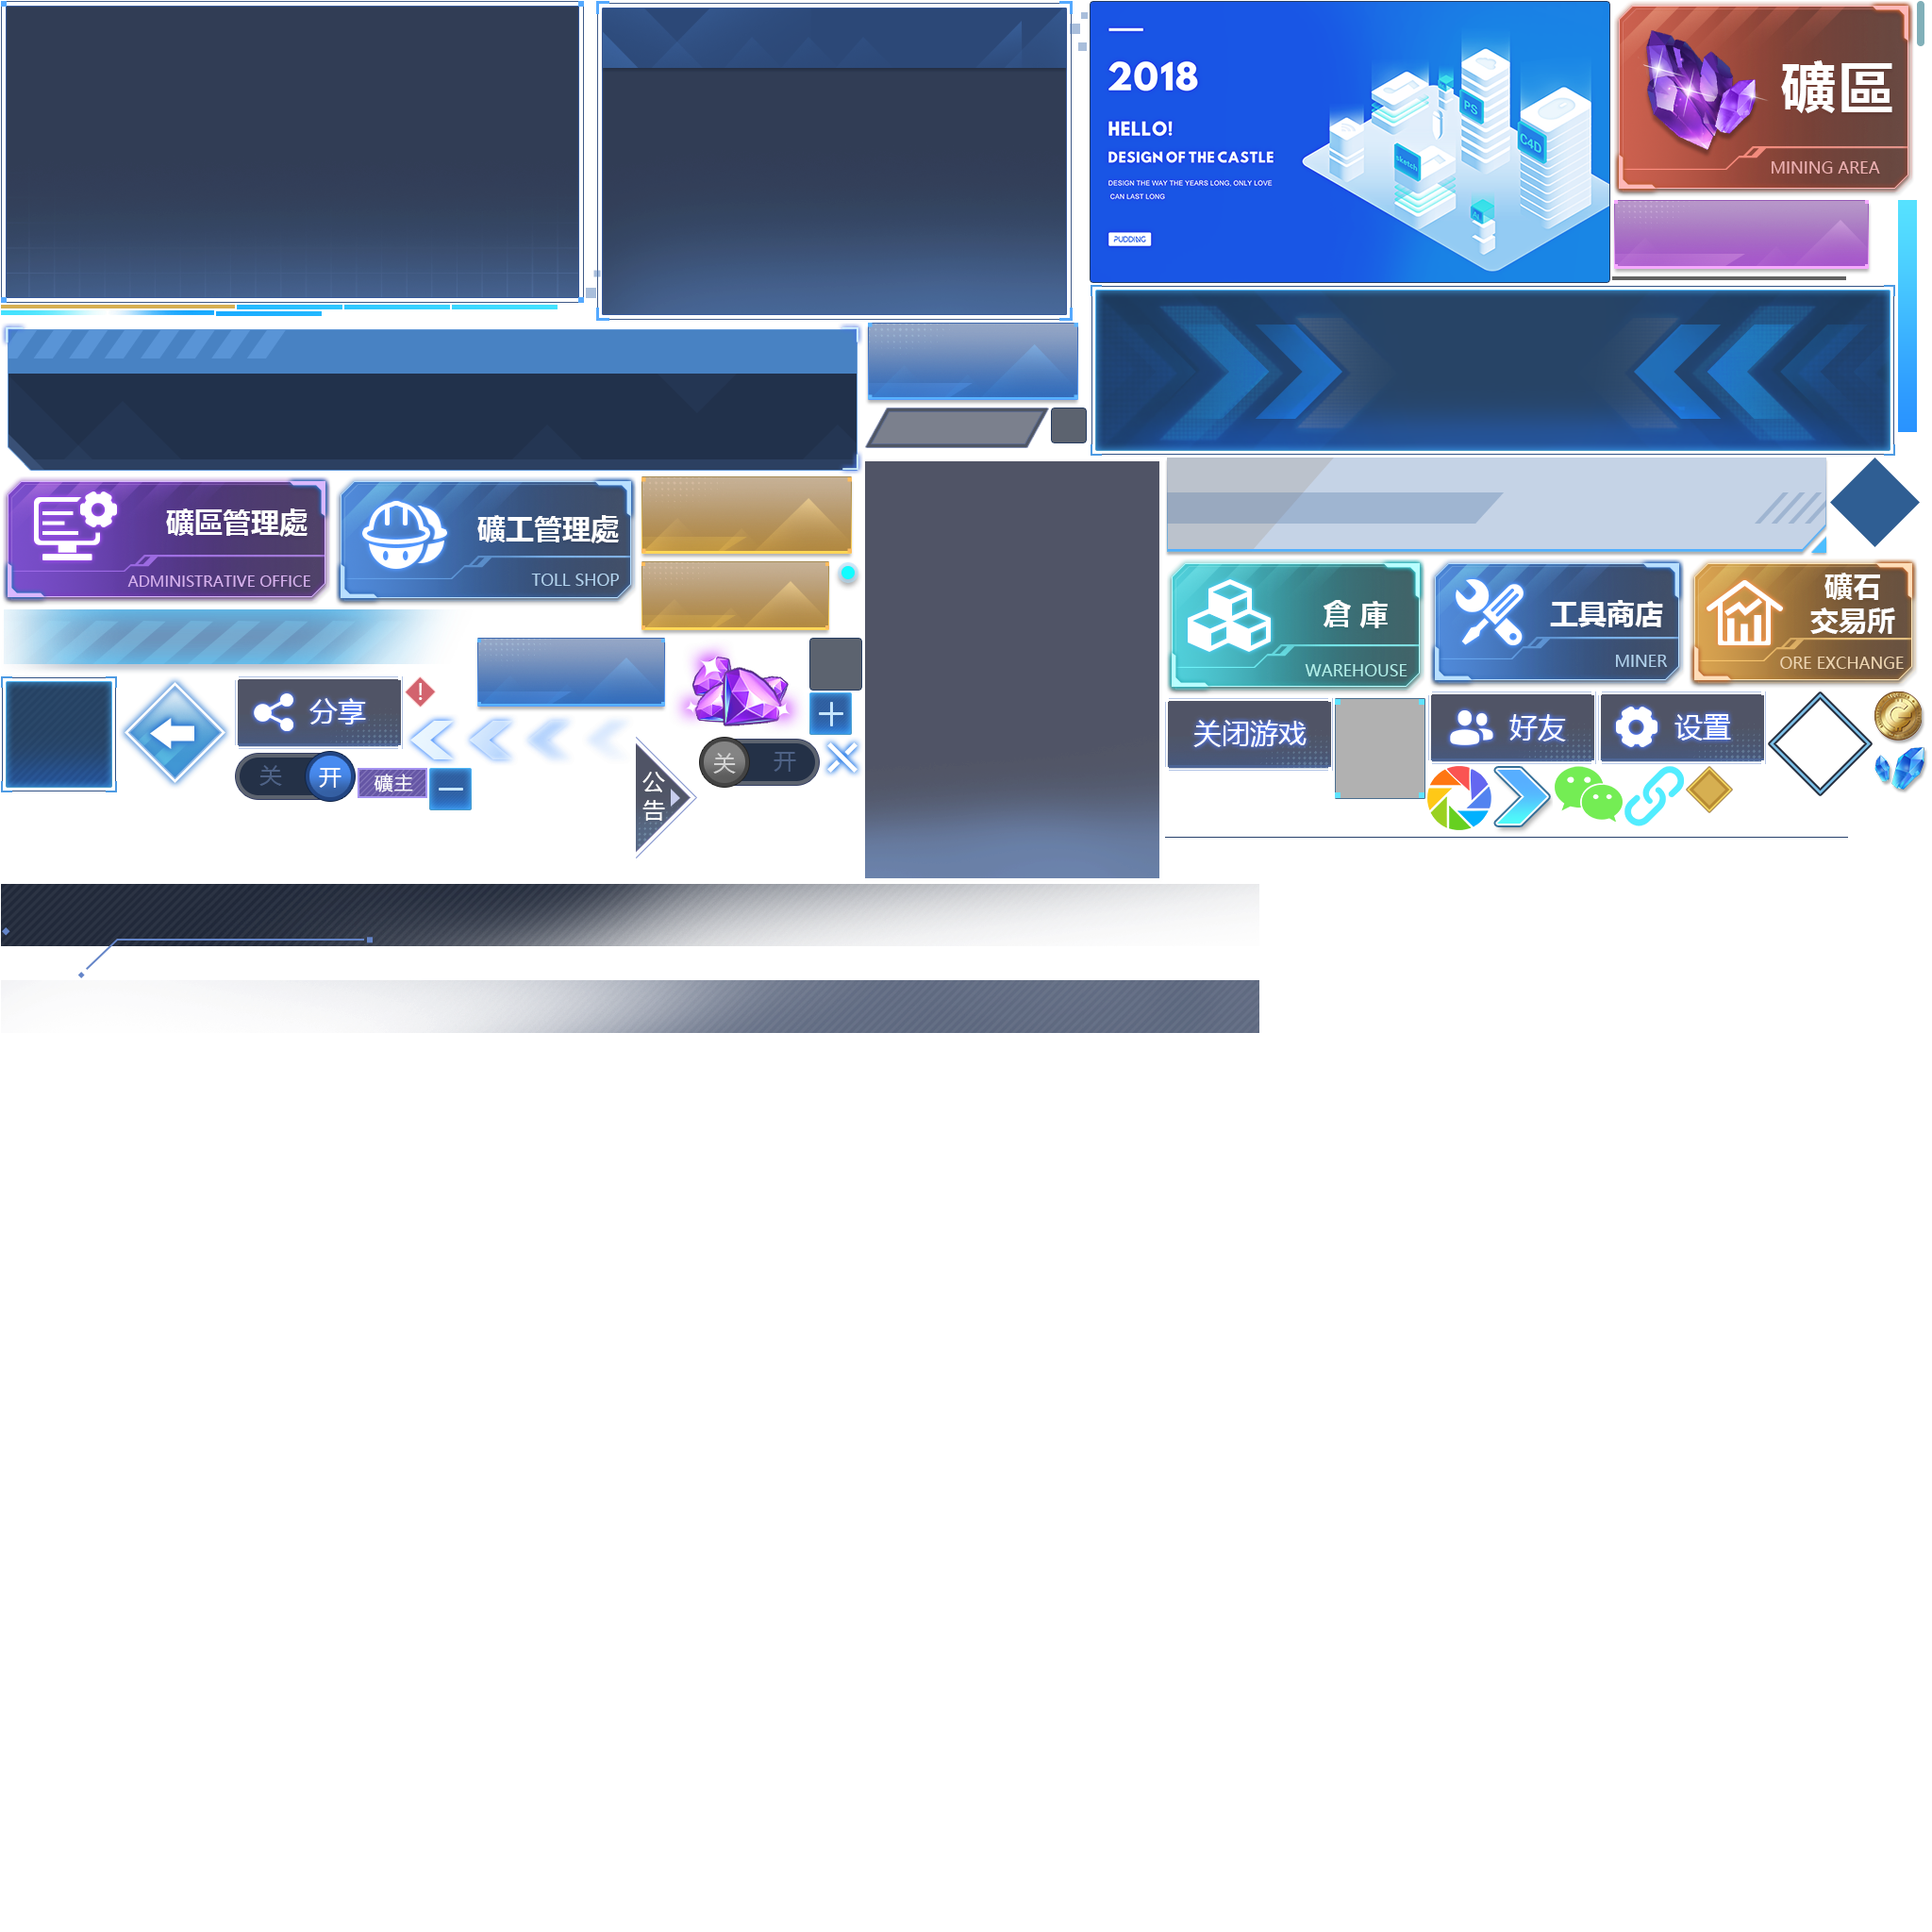 2018
HELLO!
DESIGN OF THE CASTLE
DESIGN THE WAY THE YEARS LONG, ONLY LOVE
CAN LAST LONG
PUDDING
PS
C4D
sketch
AI
礦區
MINING AREA
礦區管理處
ADMINISTRATIVE OFFICE
礦工管理處
TOLL SHOP
倉庫
WAREHOUSE
工具商店
MINER
礦石
交易所
ORE EXCHANGE
分享
关 开
礦主
公
告
关 开
关闭游戏
好友
设置